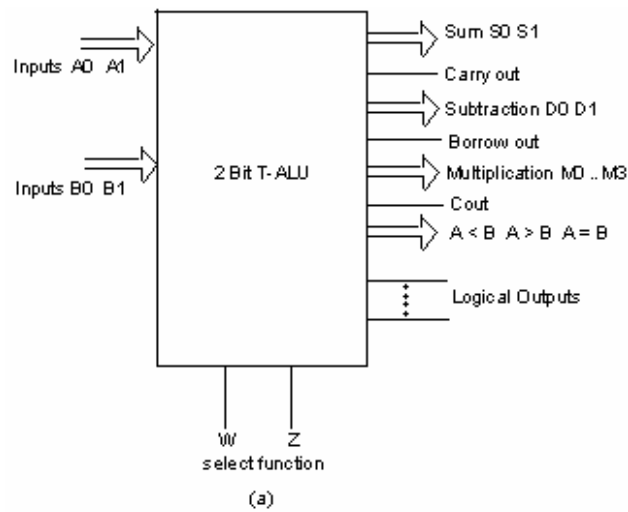 Sum S0 S1
Inputs A0 A1
Carry out
Subtraction D0 D1
Borrow out
2 Bit T-ALU
Multiplication M0 .. M3
Inputs B0 B1
Cout
A < B A > B A = B
Logical Outputs
W Z
select function
(a)